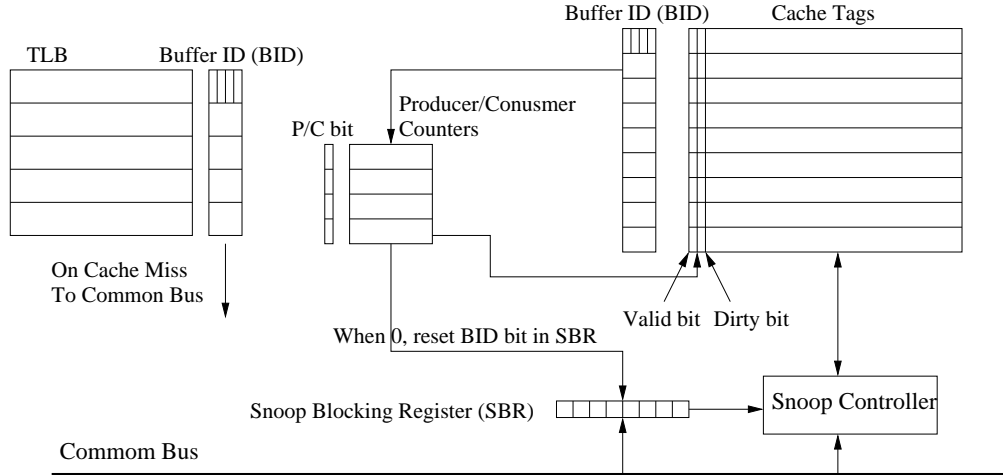 Buffer ID (BID)
Cache Tags
TLB
Buffer ID (BID)
Producer/Conusmer
Counters
P/C bit
On Cache Miss
To Common Bus
Valid bit
Dirty bit
When 0, reset BID bit in SBR
Snoop Blocking Register (SBR)
Snoop Controller
Commom Bus